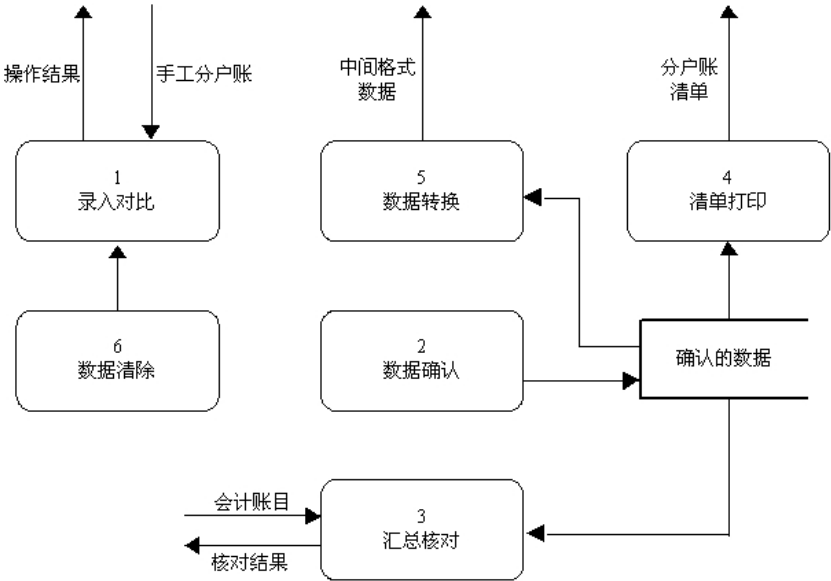 操作结果
手工分户账
中间格式
数据
分户账
清单
1
录入对比
5
数据转换
4
清单打印
6
数据清除
2
数据确认
确认的数据
会计账目
3
汇总核对
核对结果